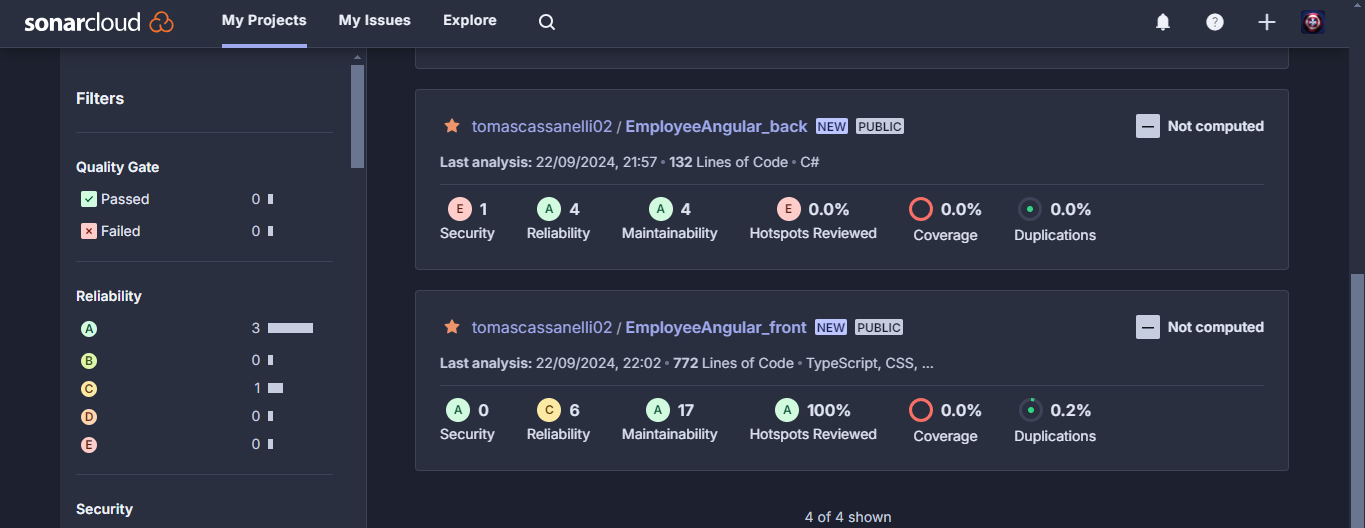 sonarcloud My Projects My Issues Explore ?
Filters
Quality Gate
Passed 0
Failed 0
Reliability
A 3
B 0
C 1
D 0
E 0
Security
tomascassanelli02 / EmployeeAngular_back NEW PUBLIC Not computed
Last analysis: 22/09/2024, 21:57 • 132 Lines of Code • C#
E 1 A 4 A 4 E 0.0% 0.0% 0.0%
Security Reliability Maintainability Hotspots Reviewed Coverage Duplications
tomascassanelli02 / EmployeeAngular_front NEW PUBLIC Not computed
Last analysis: 22/09/2024, 22:02 • 772 Lines of Code • TypeScript, CSS, ...
A 0 C 6 A 17 A 100% 0.0% 0.2%
Security Reliability Maintainability Hotspots Reviewed Coverage Duplications
4 of 4 shown